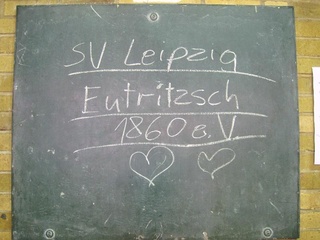 SV Leipzig
Eutritzsch
1860 e.V.